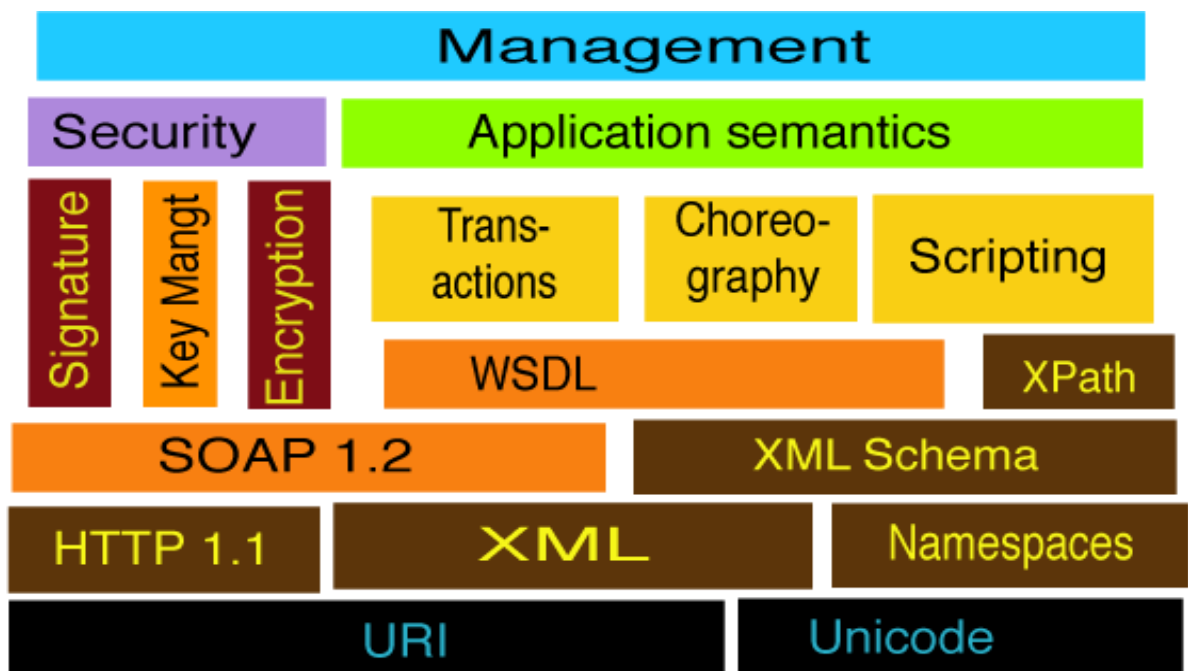 Management
Security
Application semantics
Signature
Key Mangt
Encryption
Trans-
actions
Choreo-
graphy
Scripting
WSDL
XPath
SOAP 1.2
XML Schema
HTTP 1.1
XML
Namespaces
URI
Unicode